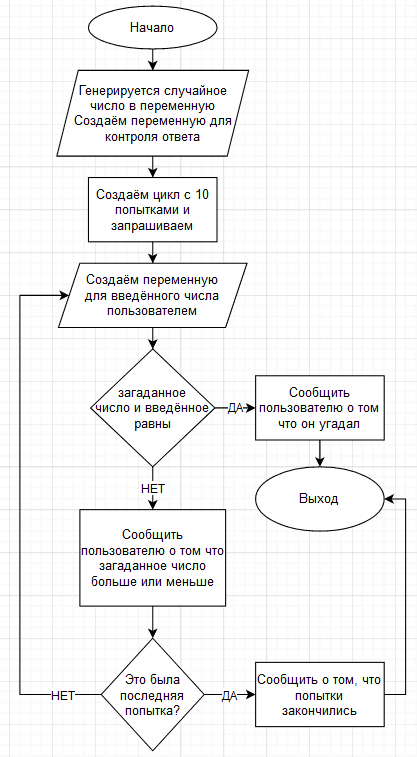 Начало
Генерируется случайное
число в переменную
Создаём переменную для
контроля ответа
Создаём цикл с 10
попытками и
запрашиваем
Создаём переменную
для введённого числа
пользователем
загаданное
число и введённое
равны
ДА
Сообщить
пользователю о том
что он угадал
Выход
НЕТ
Сообщить
пользователю о том что
загаданное число
больше или меньше
Это была
последняя
попытка?
НЕТ
ДА
Сообщить о том, что
попытки
закончились